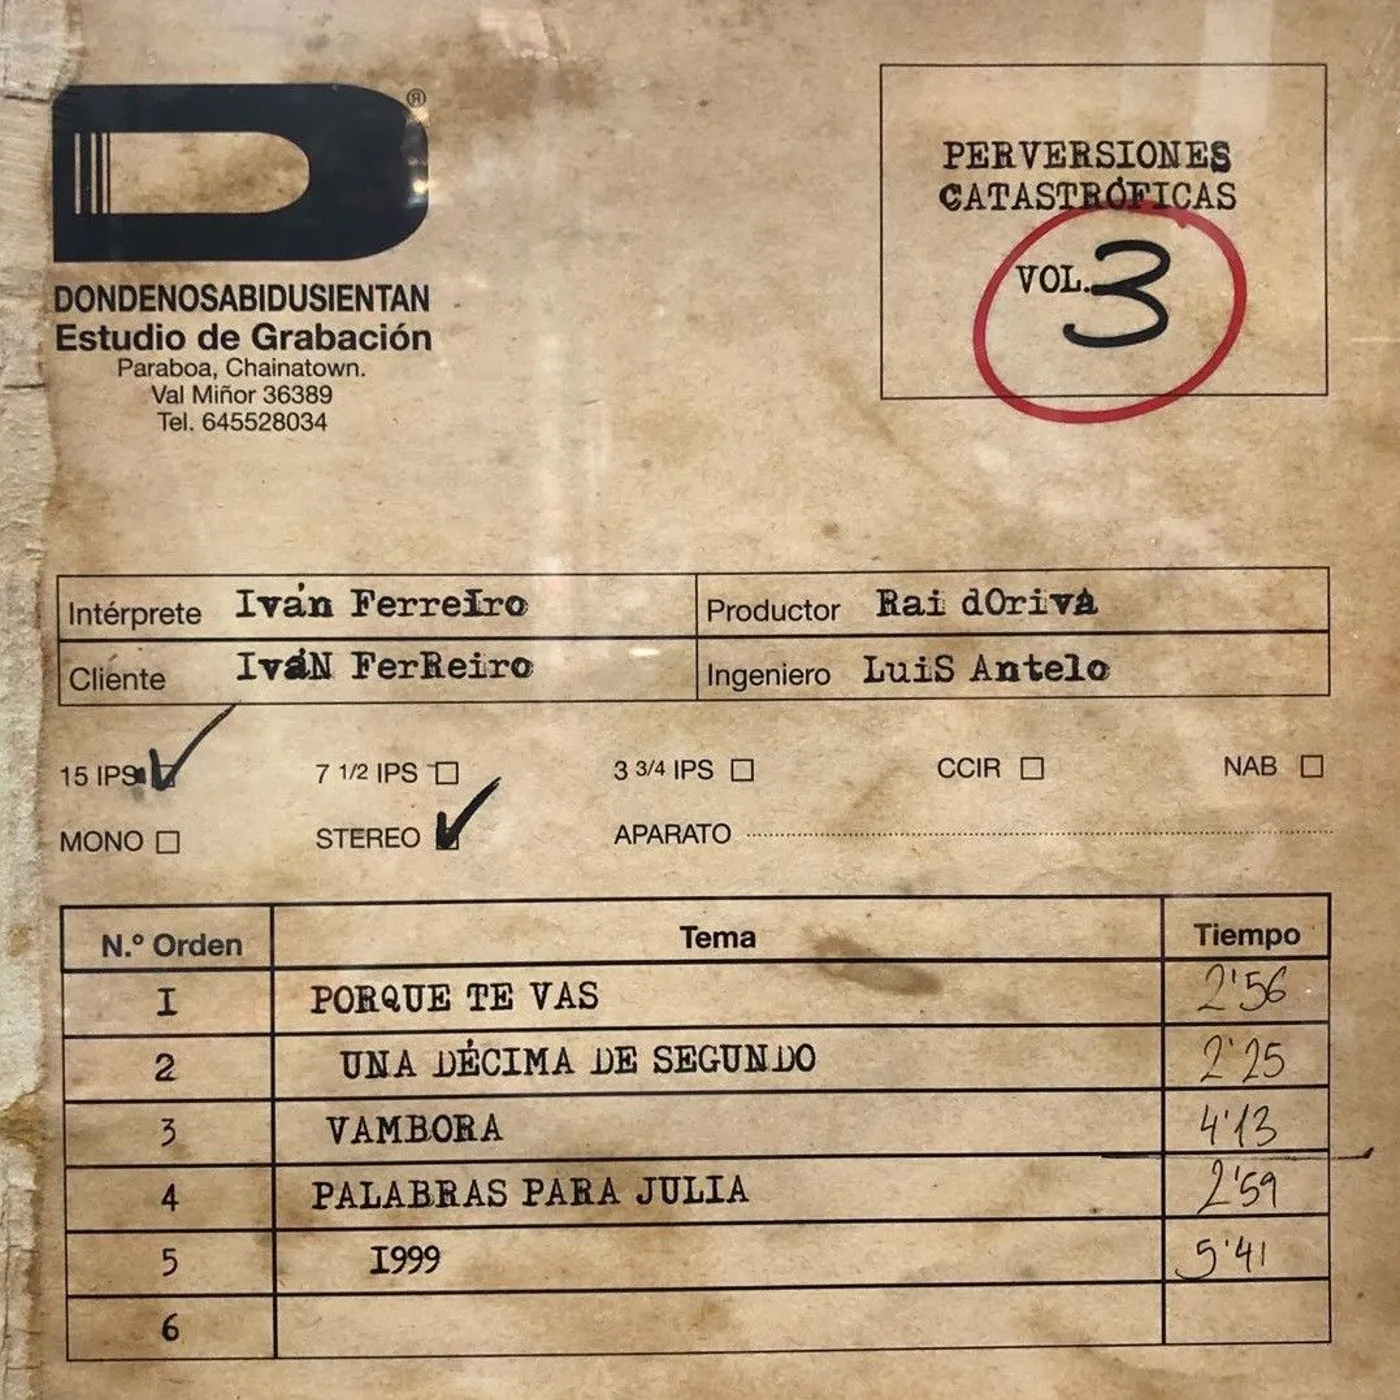 ®
DONDENOSABIDUSIENTAN
Estudio de Grabación
Paraboa, Chainatown.
Val Miñor 36389
Tel. 645528034
PERVERSIONES
CATASTRÓFICAS
VOL. 3
Intérprete Iván FerreIro Productor Rai dOrivA
Cliente IváN FerReiro Ingeniero LuiS Antelo
15 IPS 7 1/2 IPS 3 3/4 IPS CCIR NAB
MONO STEREO APARATO
N.º Orden Tema Tiempo
I PORQUE TE VAS 2'56
2 UNA DÉCIMA DE SEGUNDO 2'25
3 VAMBORA 4'13
4 PALABRAS PARA JULIA 2'59
5 I999 5'41
6